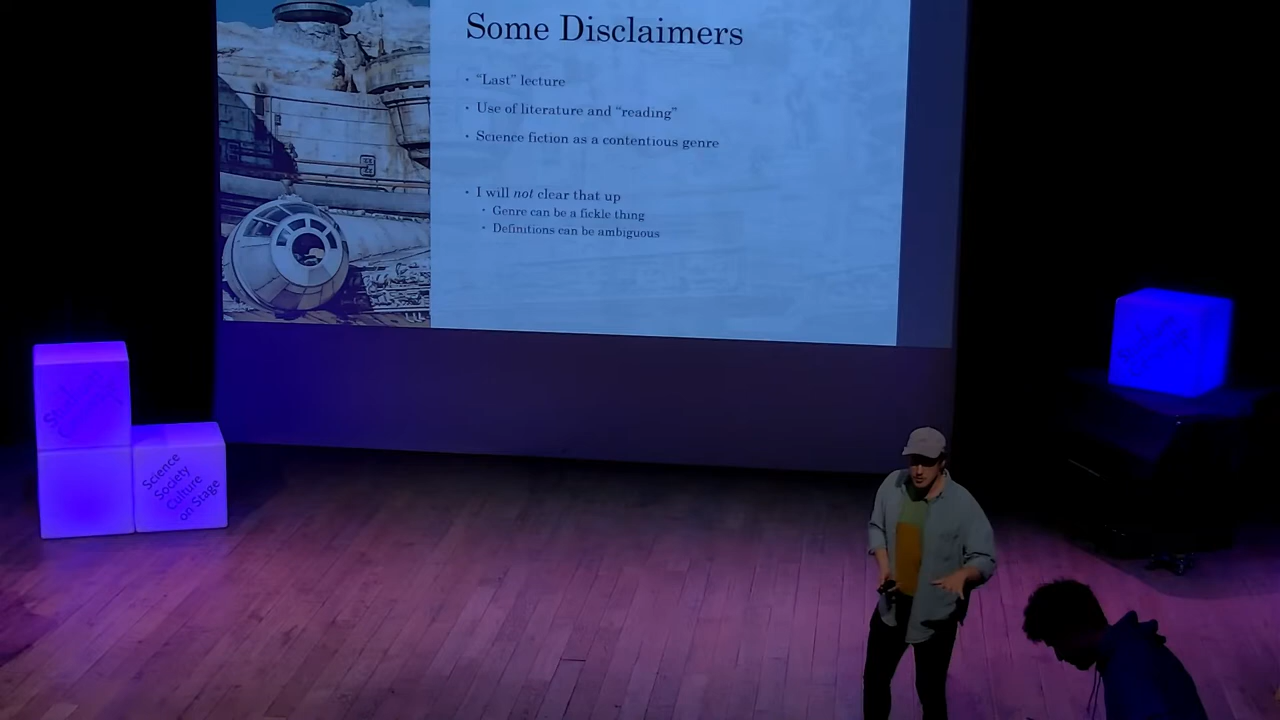 Some Disclaimers
• “Last” lecture
• Use of literature and “reading”
• Science fiction as a contentious genre
• I will not clear that up
• Genre can be a fickle thing
• Definitions can be ambiguous
Science
Society
Culture
on Stage